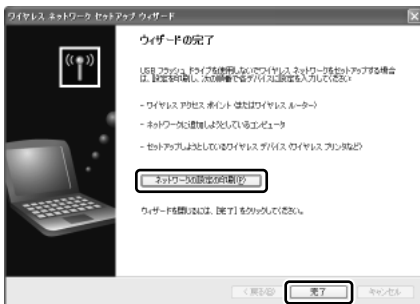 ワイヤレス ネットワーク セットアップ ウィザード
ウィザードの完了
USB フラッシュ ドライブを使用しないでワイヤレス ネットワークをセットアップする場合
は、設定を印刷し、次の順番で各デバイスに設定を入力してください:
- ワイヤレス アクセス ポイント (またはワイヤレス ルーター)
- ネットワークに追加しようとしているコンピュータ
- セットアップしようとしているワイヤレス デバイス (ワイヤレス プリンタなど)
ネットワークの設定の印刷(P)
ウィザードを閉じるには、[完了] をクリックしてください。
< 戻る(B)
完了
キャンセル